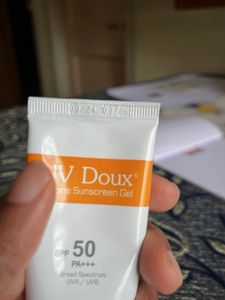 V Doux®
one Sunscreen Gel
SPF 50
PA+++
Broad Spectrum
UVA / UVB